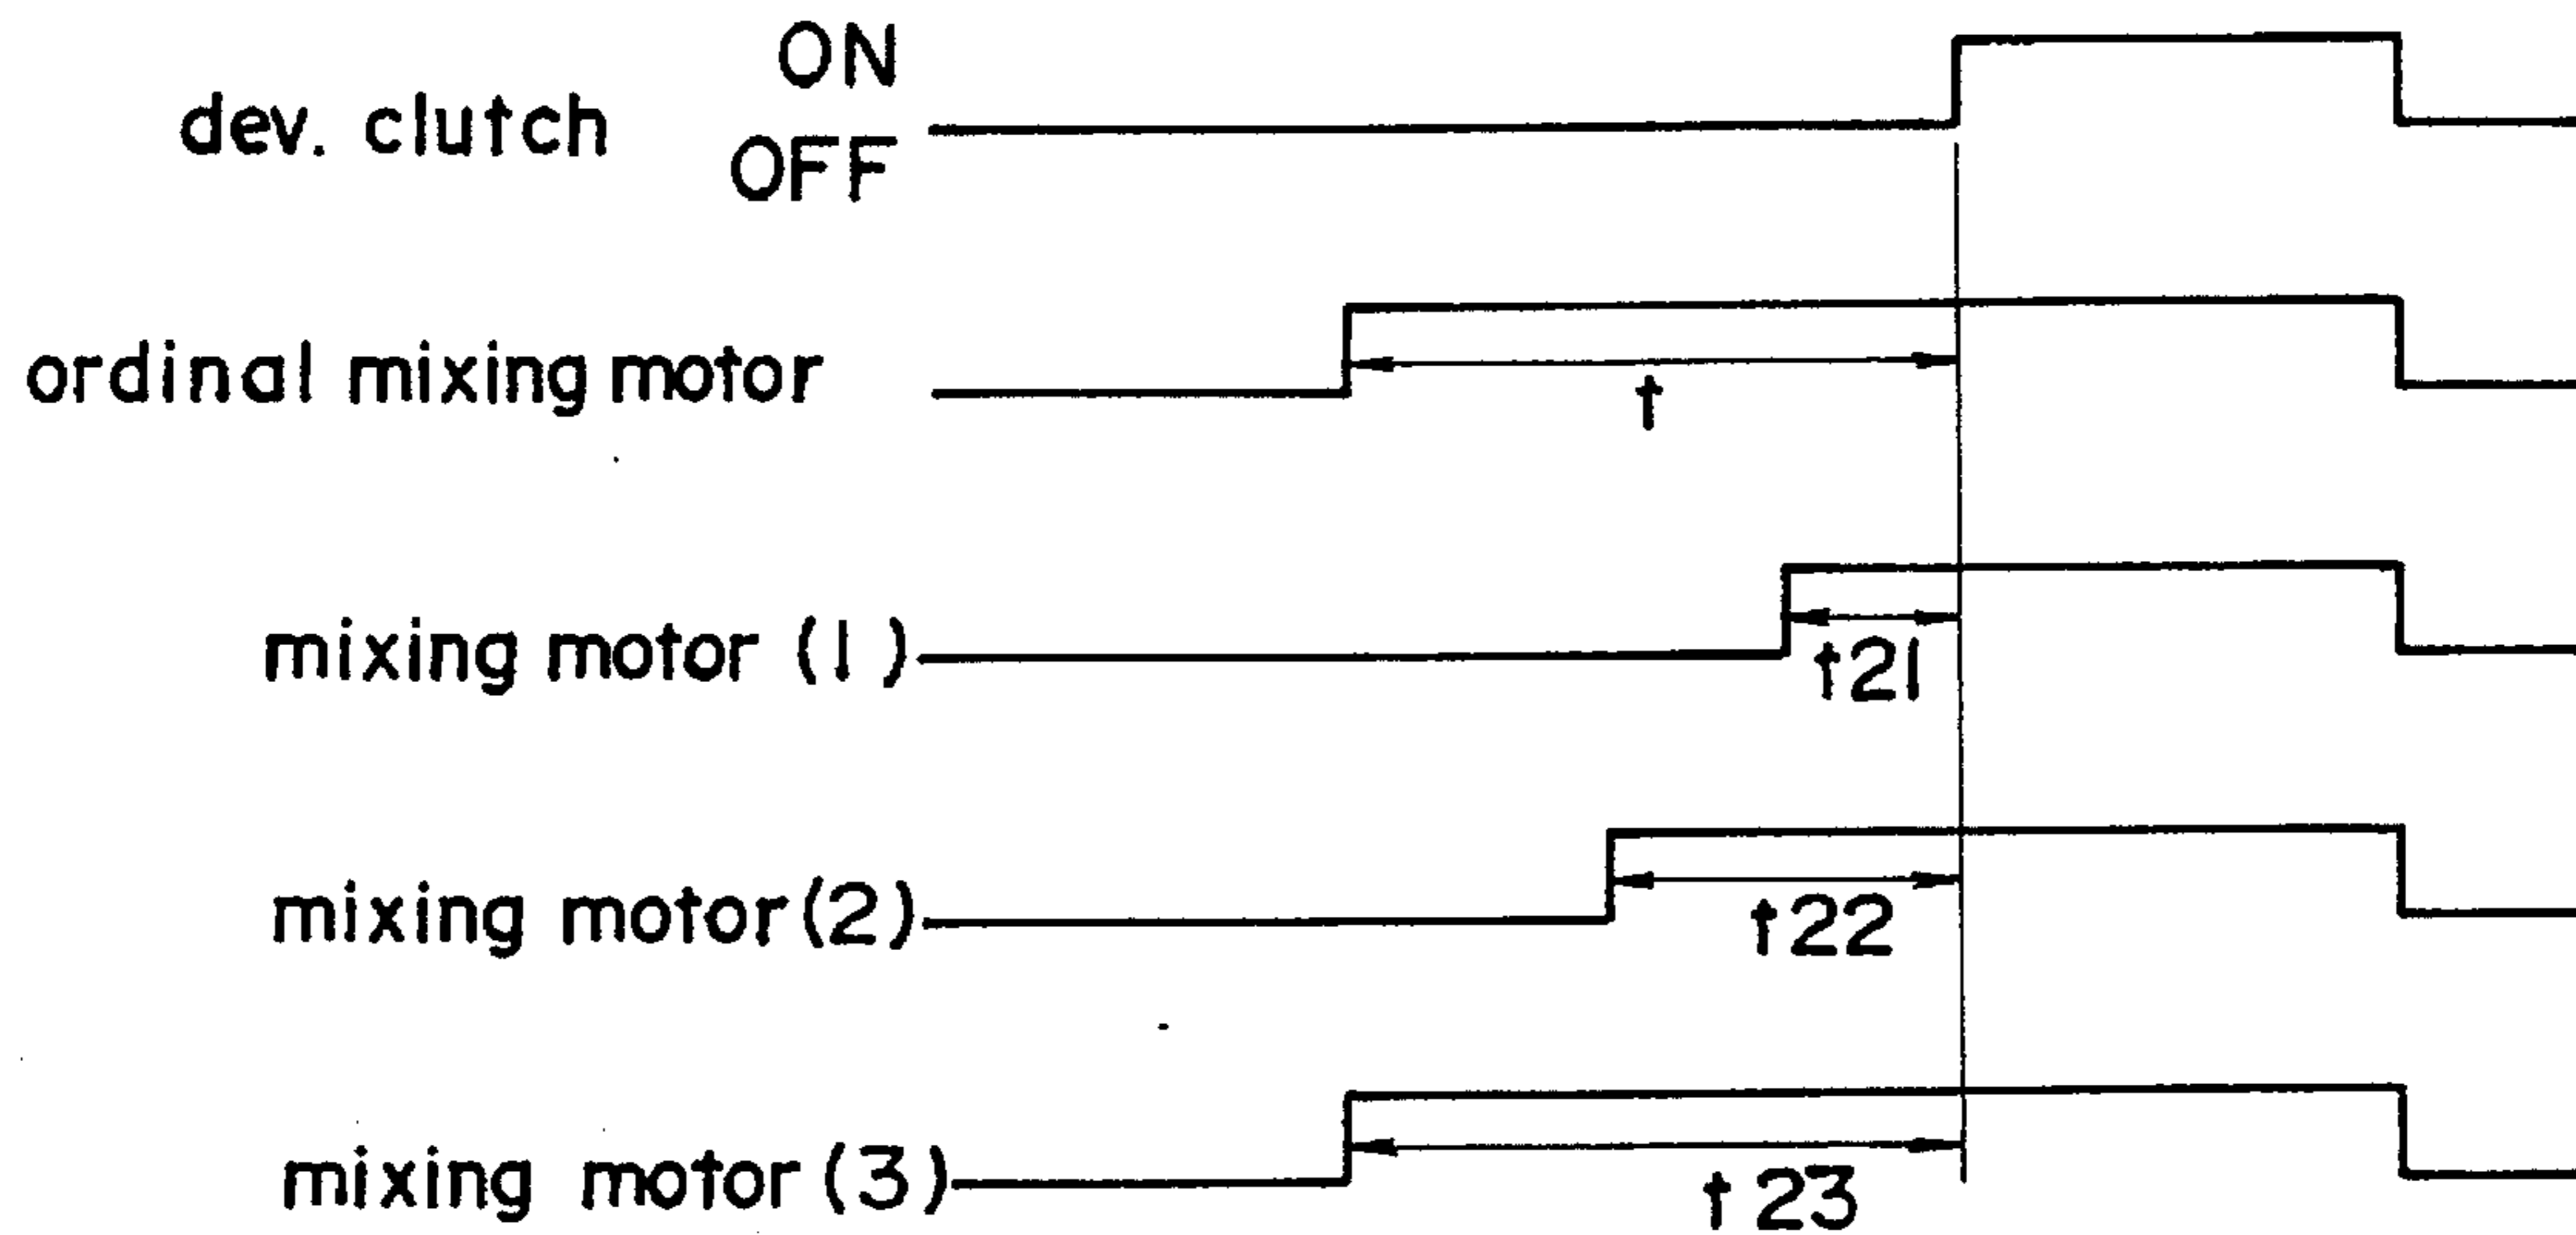 ON
dev. clutch
OFF
ordinal mixing motor
t
mixing motor (1)
t21
mixing motor (2)
t22
mixing motor (3)
t23